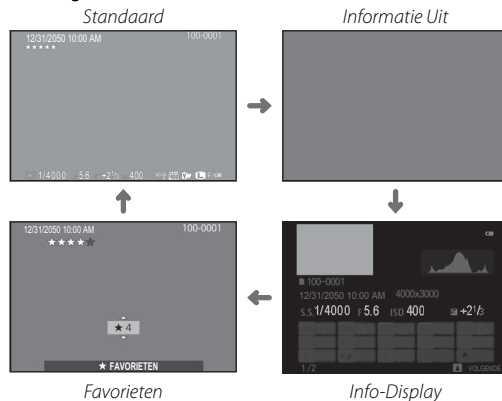 Standaard
Informatie Uit
12/31/2050 10:00 AM 100-0001
★★★★★
1/4000 5.6 +2⅓ 400 L F
12/31/2050 10:00 AM 100-0001
★★★★★
★ 4
★ FAVORIETEN
100-0001
12/31/2050 10:00 AM 4000x3000
S.S. 1/4000 F 5.6 ISO 400 +2⅓
1/2 VOLGENDE
Favorieten
Info-Display